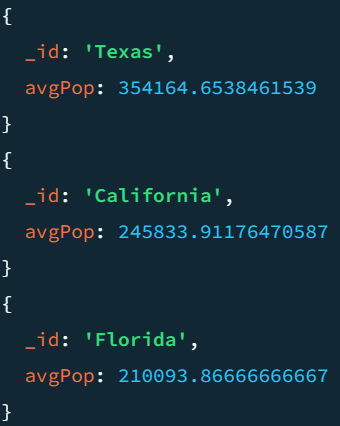 {
  _id: 'Texas',
  avgPop: 354164.6538461539
}
{
  _id: 'California',
  avgPop: 245833.91176470587
}
{
  _id: 'Florida',
  avgPop: 210093.86666666667
}